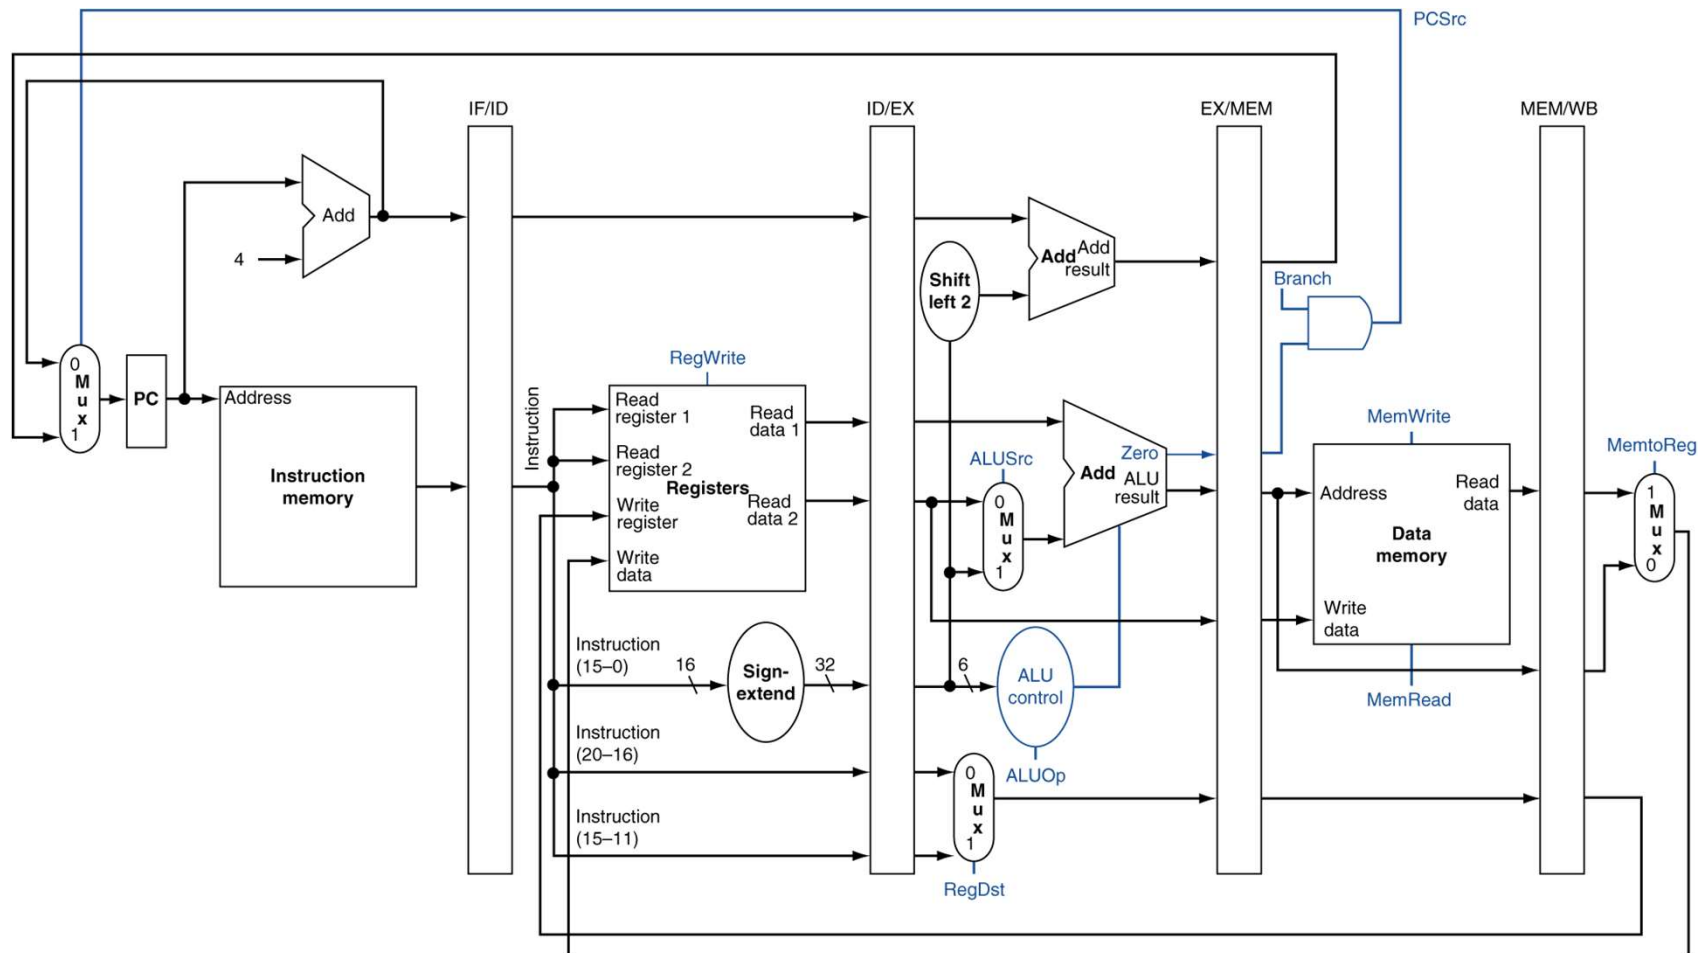 PCSrc
IF/ID
ID/EX
EX/MEM
MEM/WB
Add
4
Add
Add
result
Shift
left 2
Branch
0
M
u
x
1
PC
Address
Instruction
memory
Instruction
RegWrite
Read
register 1
Read
register 2
Write
register
Write
data
Registers
Read
data 1
Read
data 2
ALUSrc
0
M
u
x
1
Add
Zero
ALU
result
MemWrite
Address
Read
data
Data
memory
Write
data
MemRead
MemtoReg
1
M
u
x
0
Instruction
(15–0)
16
Sign-
extend
32
6
ALU
control
ALUOp
Instruction
(20–16)
Instruction
(15–11)
0
M
u
x
1
RegDst